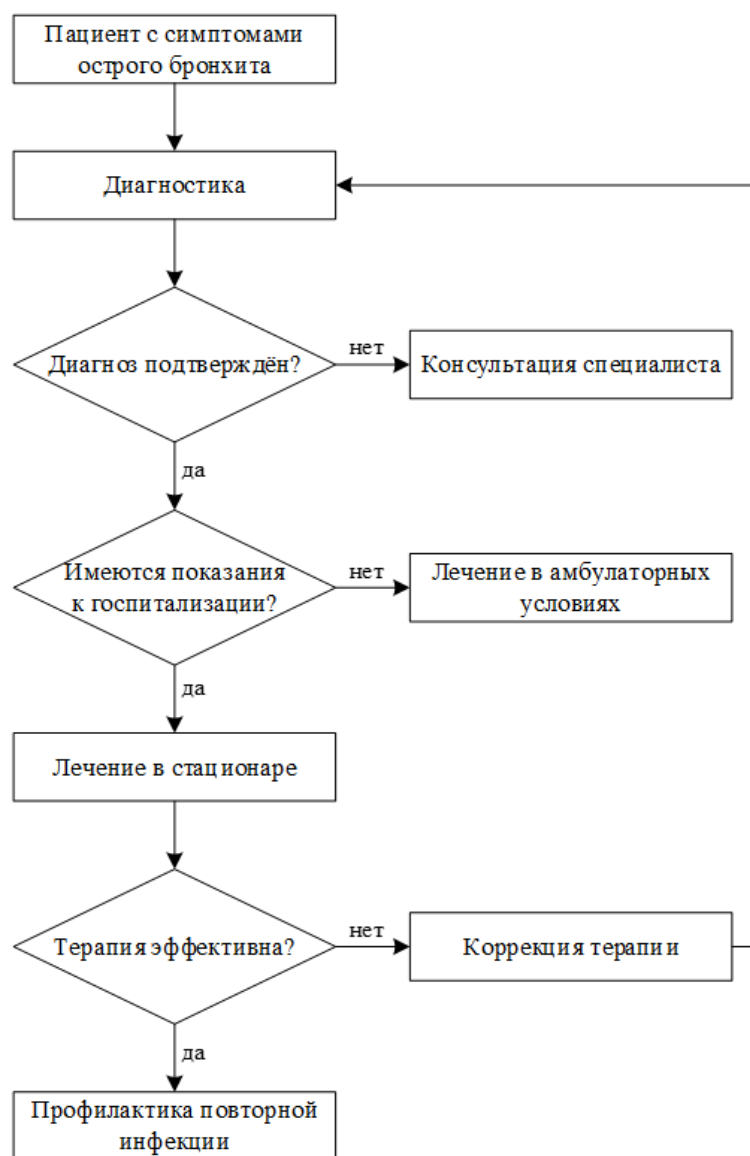 Пациент с симптомами
острого бронхита
Диагностика
Диагноз подтверждён?
нет
Консультация специалиста
да
Имеются показания
к госпитализации?
нет
Лечение в амбулаторных
условиях
да
Лечение в стационаре
Терапия эффективна?
нет
Коррекция терапии
да
Профилактика повторной
инфекции